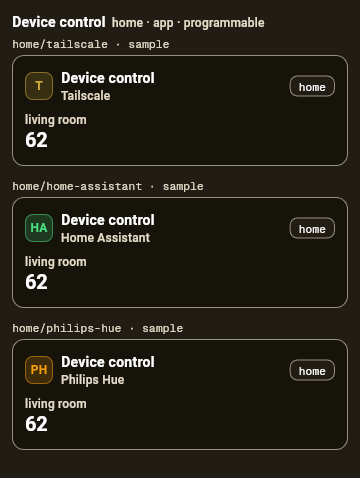 Device control home · app · programmable
home/tailscale · sample
T
Device control
Tailscale
home
living room
62
home/home-assistant · sample
HA
Device control
Home Assistant
home
living room
62
home/philips-hue · sample
PH
Device control
Philips Hue
home
living room
62